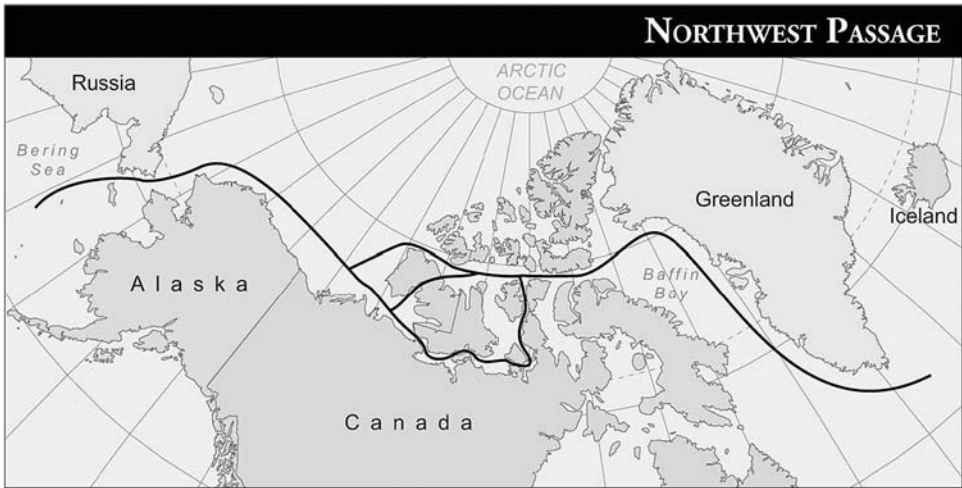 NORTHWEST PASSAGE
Russia
ARCTIC
OCEAN
Bering
Sea
Greenland
Iceland
Alaska
Baffin
Bay
Canada